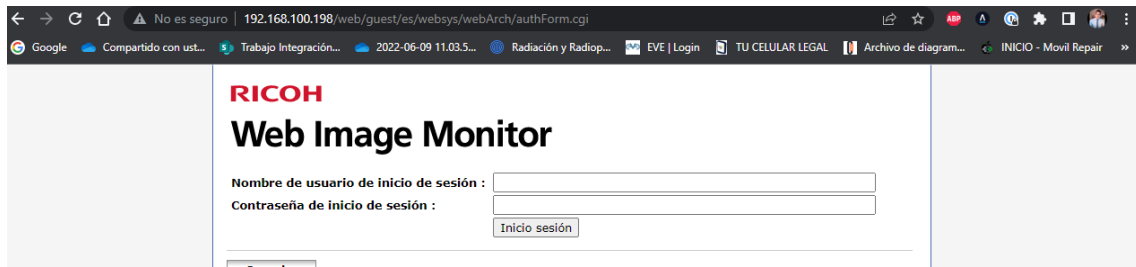 No es seguro | 192.168.100.198/web/guest/es/websys/webArch/authForm.cgi
ABP
Google Compartido con ust... Trabajo Integración... 2022-06-09 11.03.5... Radiación y Radiop... EVE | Login TU CELULAR LEGAL Archivo de diagram... INICIO - Movil Repair »
RICOH
Web Image Monitor
Nombre de usuario de inicio de sesión :
Contraseña de inicio de sesión :
Inicio sesión